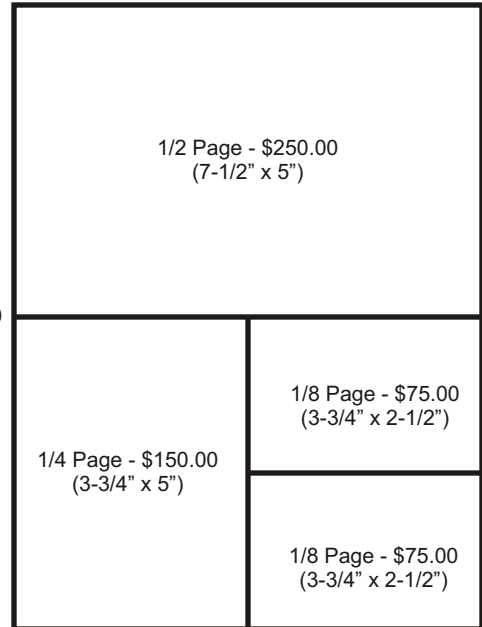 1/2 Page - $250.00
(7-1/2” x 5”)
1/8 Page - $75.00
(3-3/4” x 2-1/2”)
1/4 Page - $150.00
(3-3/4” x 5”)
1/8 Page - $75.00
(3-3/4” x 2-1/2”)